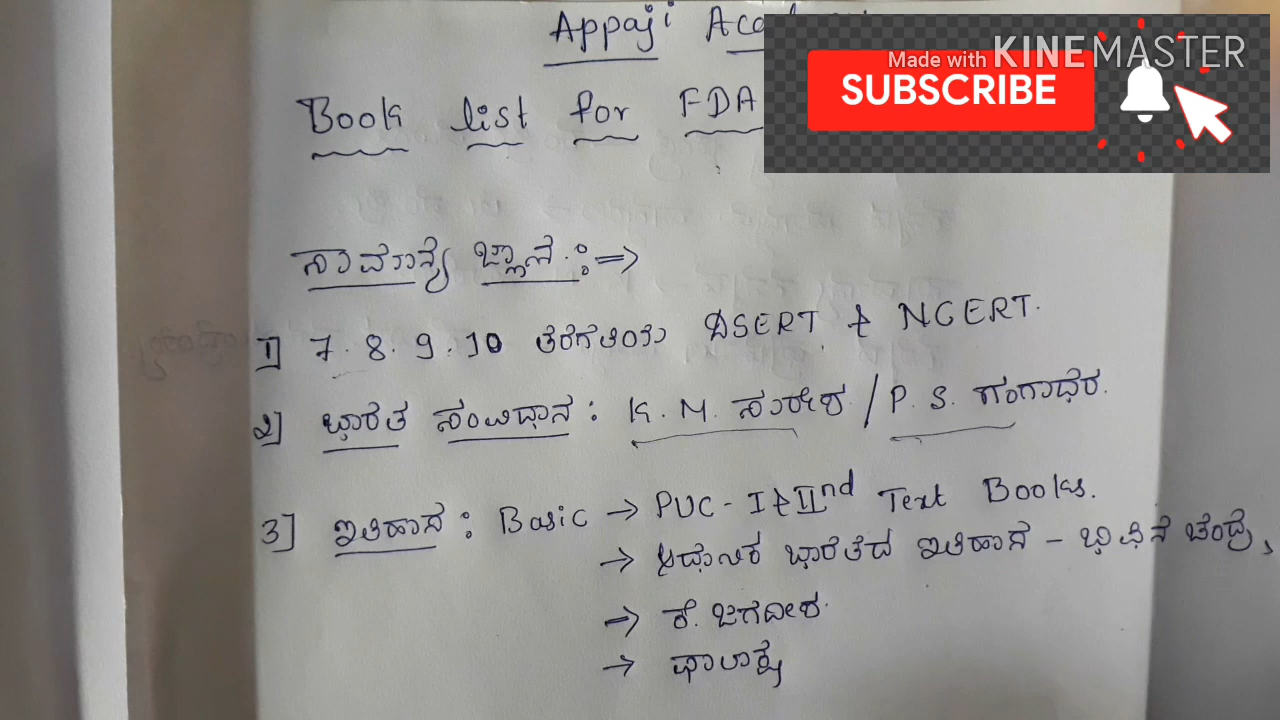 Appaji
Made with KINEMASTER
SUBSCRIBE
Book list for FDA
ಸಾಮಾನ್ಯ ಜ್ಞಾನ :⇒
1] 7. 8. 9. 10 ತರಗತಿಯ DSERT & NCERT.
2] ಭಾರತ ಸಂವಿಧಾನ : K. M. ಸುರೇಶ / P. S. ಗಂಗಾಧರ.
3] ಇತಿಹಾಸ : Basic → PUC - I & IInd Text Books.
→ ಆಧುನಿಕ ಭಾರತದ ಇತಿಹಾಸ - ಭಿಪಿನ ಚಂದ್ರ,
→ ಕೆ. ಜಗದೀಶ.
→ ಫಾಲಾಕ್ಷ